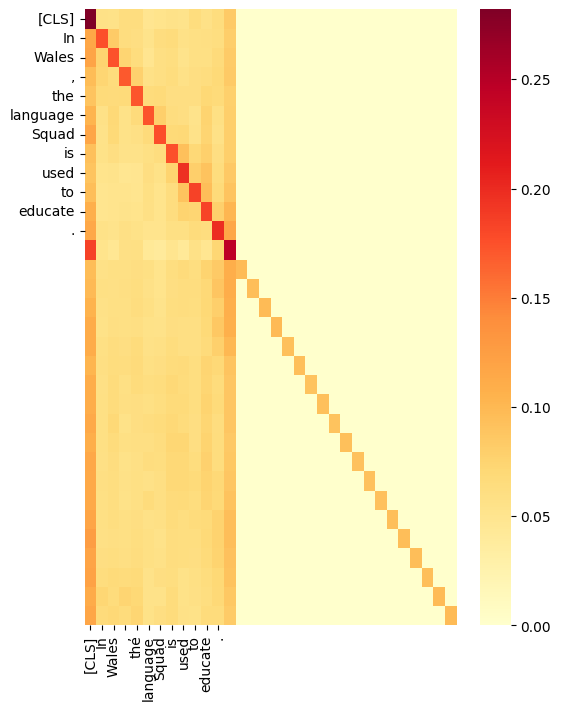 [CLS]
In
Wales
,
the
language
Squad
is
used
to
educate
.
0.25
0.20
0.15
0.10
0.05
0.00
[CLS]
In
Wales
,
the
language
Squad
is
used
to
educate
.